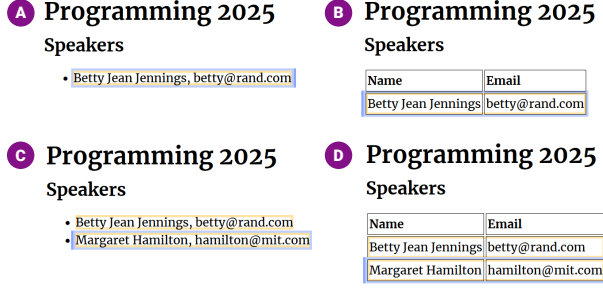 A Programming 2025
Speakers
• Betty Jean Jennings, betty@rand.com
B Programming 2025
Speakers
Name Email
Betty Jean Jennings betty@rand.com
C Programming 2025
Speakers
• Betty Jean Jennings, betty@rand.com
• Margaret Hamilton, hamilton@mit.com
D Programming 2025
Speakers
Name Email
Betty Jean Jennings betty@rand.com
Margaret Hamilton hamilton@mit.com